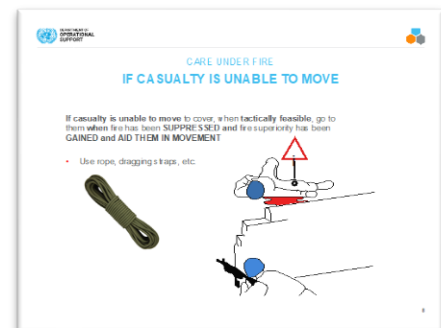 DEPARTMENT OF
OPERATIONAL
SUPPORT
CARE UNDER FIRE
IF CASUALTY IS UNABLE TO MOVE
If casualty is unable to move to cover, when tactically feasible, go to
them when fire has been SUPPRESSED and fire superiority has been
GAINED and AID THEM IN MOVEMENT
• Use rope, dragging straps, etc.